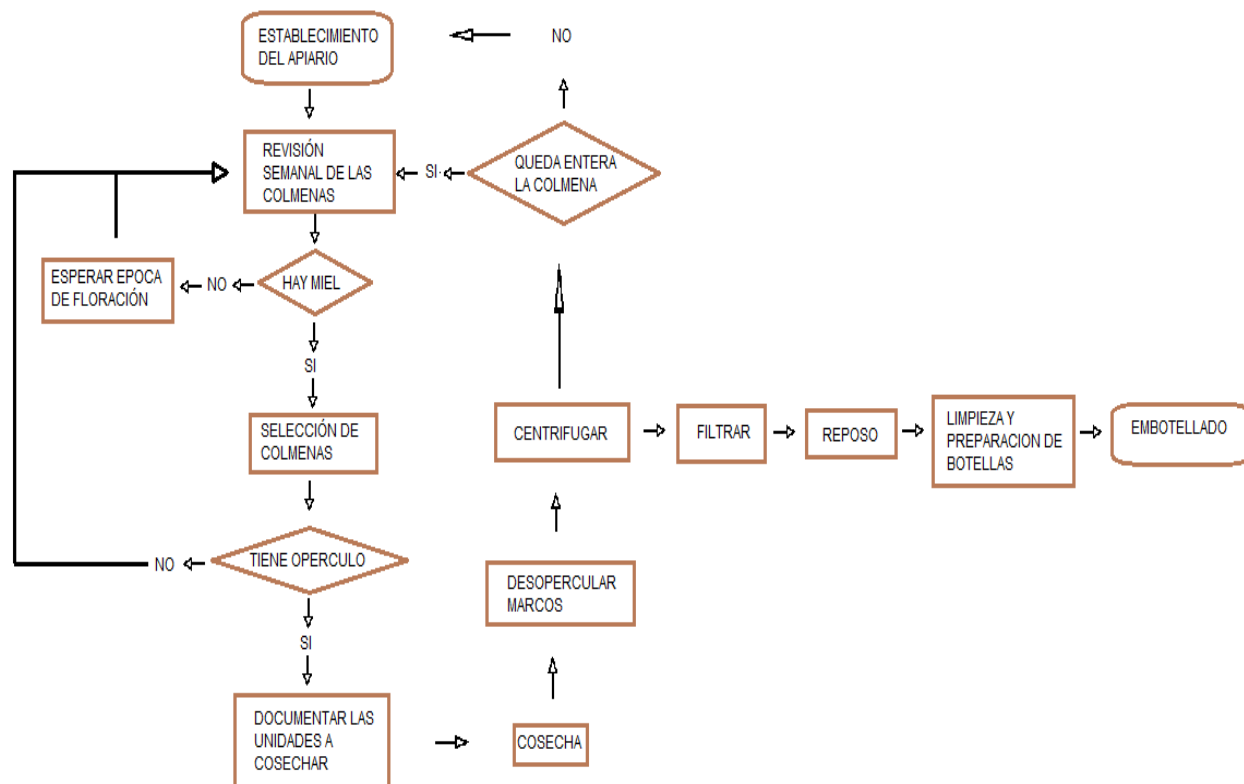 ESTABLECIMIENTO
DEL APIARIO
NO
REVISIÓN
SEMANAL DE LAS
COLMENAS
SI
QUEDA ENTERA
LA COLMENA
ESPERAR EPOCA
DE FLORACIÓN
NO
HAY MIEL
SI
SELECCIÓN DE
COLMENAS
CENTRIFUGAR
FILTRAR
REPOSO
LIMPIEZA Y
PREPARACION DE
BOTELLAS
EMBOTELLADO
NO
TIENE OPERCULO
DESOPERCULAR
MARCOS
SI
DOCUMENTAR LAS
UNIDADES A
COSECHAR
COSECHA